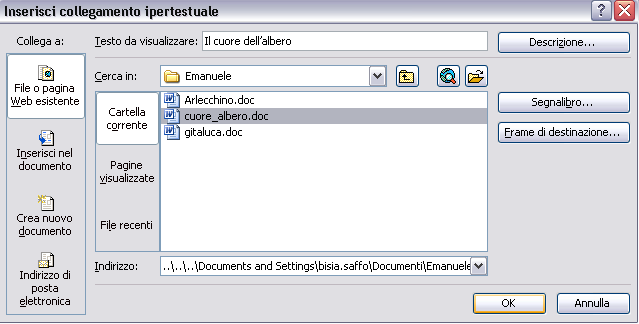 Inserisci collegamento ipertestuale
Collega a:
Testo da visualizzare: Il cuore dell'albero
Descrizione...
File o pagina
Web esistente
Inserisci nel
documento
Crea nuovo
documento
Indirizzo di
posta
elettronica
Cerca in: Emanuele
Cartella
corrente
Pagine
visualizzate
File recenti
Arlecchino.doc
cuore_albero.doc
gitaluca.doc
Segnalibro...
Frame di destinazione...
Indirizzo: ..\..\..\Documents and Settings\bisia.saffo\Documenti\Emanuele
OK
Annulla